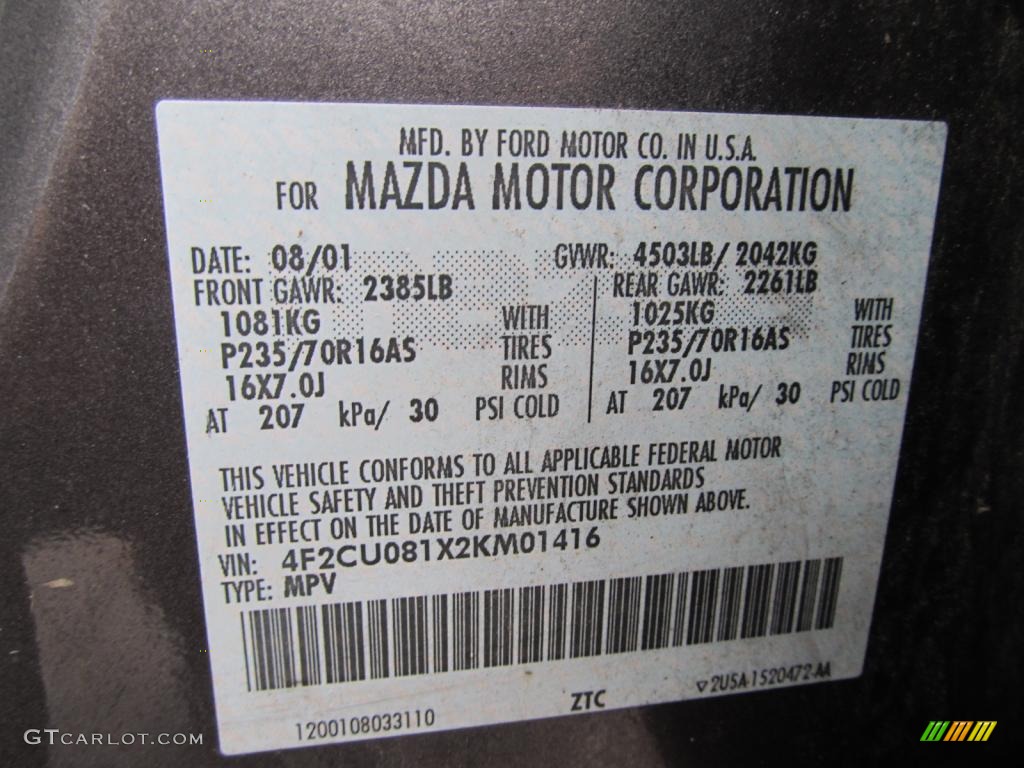 MFD. BY FORD MOTOR CO. IN U.S.A.
FOR MAZDA MOTOR CORPORATION
DATE: 08/01 GVWR: 4503LB/ 2042KG
FRONT GAWR: 2385LB REAR GAWR: 2261LB
1081KG WITH 1025KG WITH
P235/70R16AS TIRES P235/70R16AS TIRES
16X7.0J RIMS 16X7.0J RIMS
AT 207 kPa/ 30 PSI COLD AT 207 kPa/ 30 PSI COLD
THIS VEHICLE CONFORMS TO ALL APPLICABLE FEDERAL MOTOR
VEHICLE SAFETY AND THEFT PREVENTION STANDARDS
IN EFFECT ON THE DATE OF MANUFACTURE SHOWN ABOVE.
VIN: 4F2CU081X2KM01416
TYPE: MPV
ZTC ▽2U5A-1520472-AA
1200108033110
GTCARLOT.COM